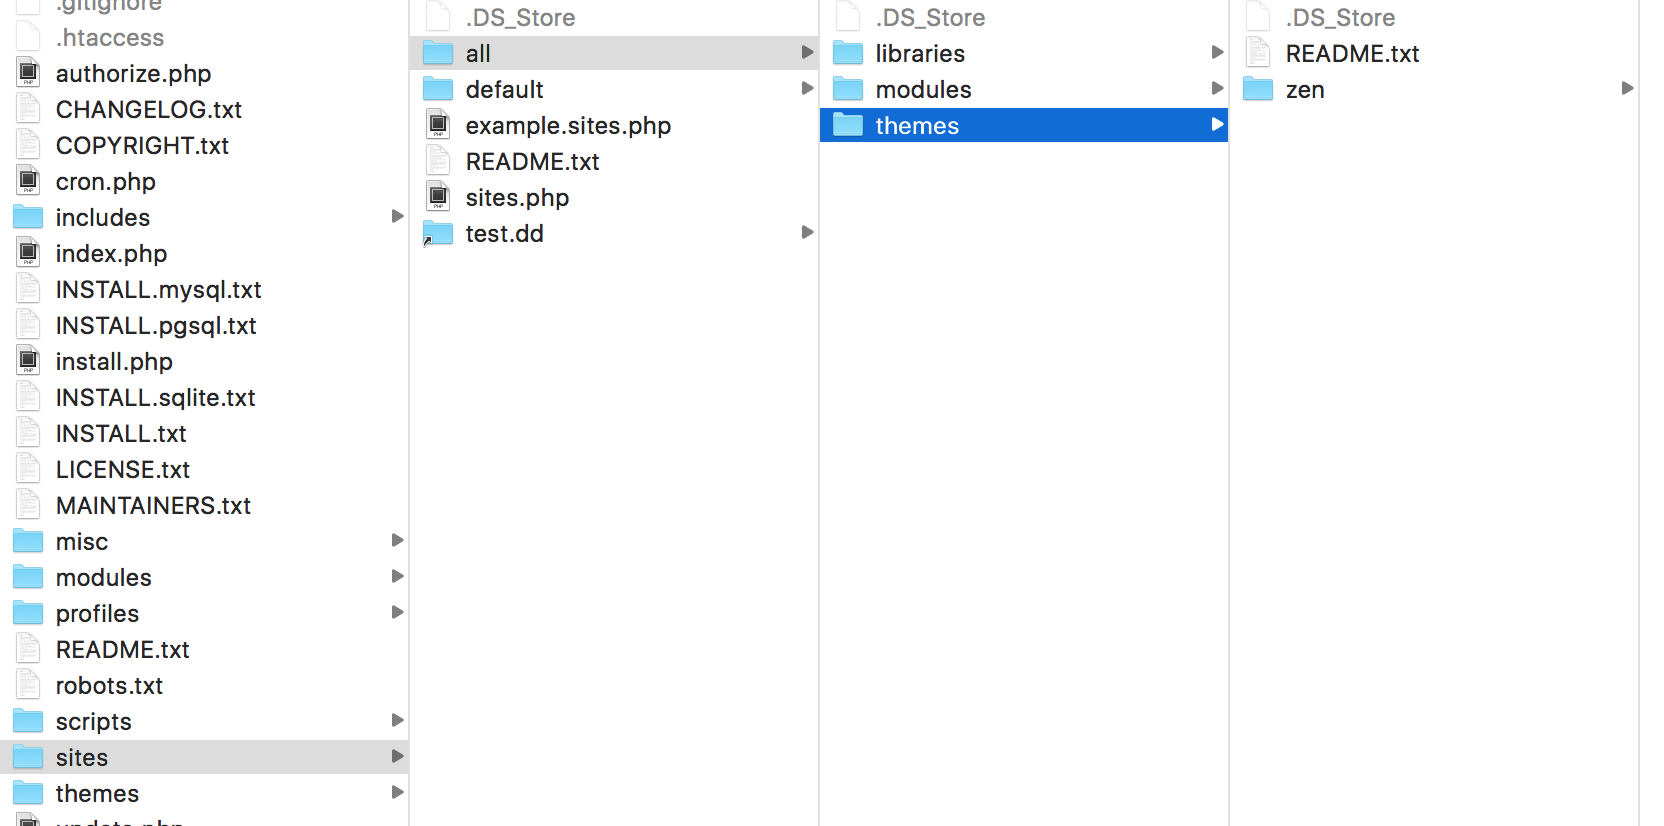 .gitignore
.htaccess
authorize.php
CHANGELOG.txt
COPYRIGHT.txt
cron.php
includes
index.php
INSTALL.mysql.txt
INSTALL.pgsql.txt
install.php
INSTALL.sqlite.txt
INSTALL.txt
LICENSE.txt
MAINTAINERS.txt
misc
modules
profiles
README.txt
robots.txt
scripts
sites
themes
update.php
.DS_Store
all
default
example.sites.php
README.txt
sites.php
test.dd
.DS_Store
libraries
modules
themes
.DS_Store
README.txt
zen